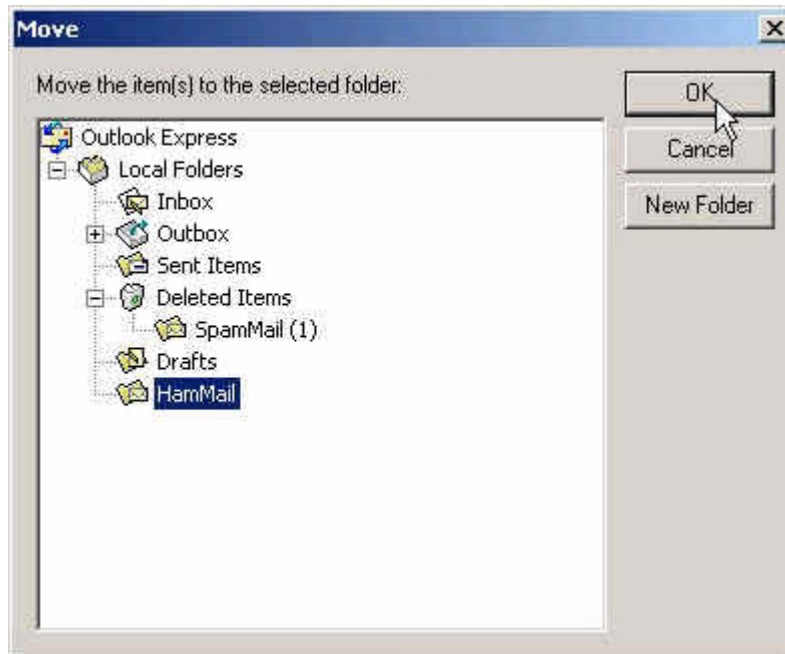 Move
Move the item(s) to the selected folder:
OK
Outlook Express
Cancel
Local Folders
Inbox
New Folder
Outbox
Sent Items
Deleted Items
SpamMail (1)
Drafts
HamMail